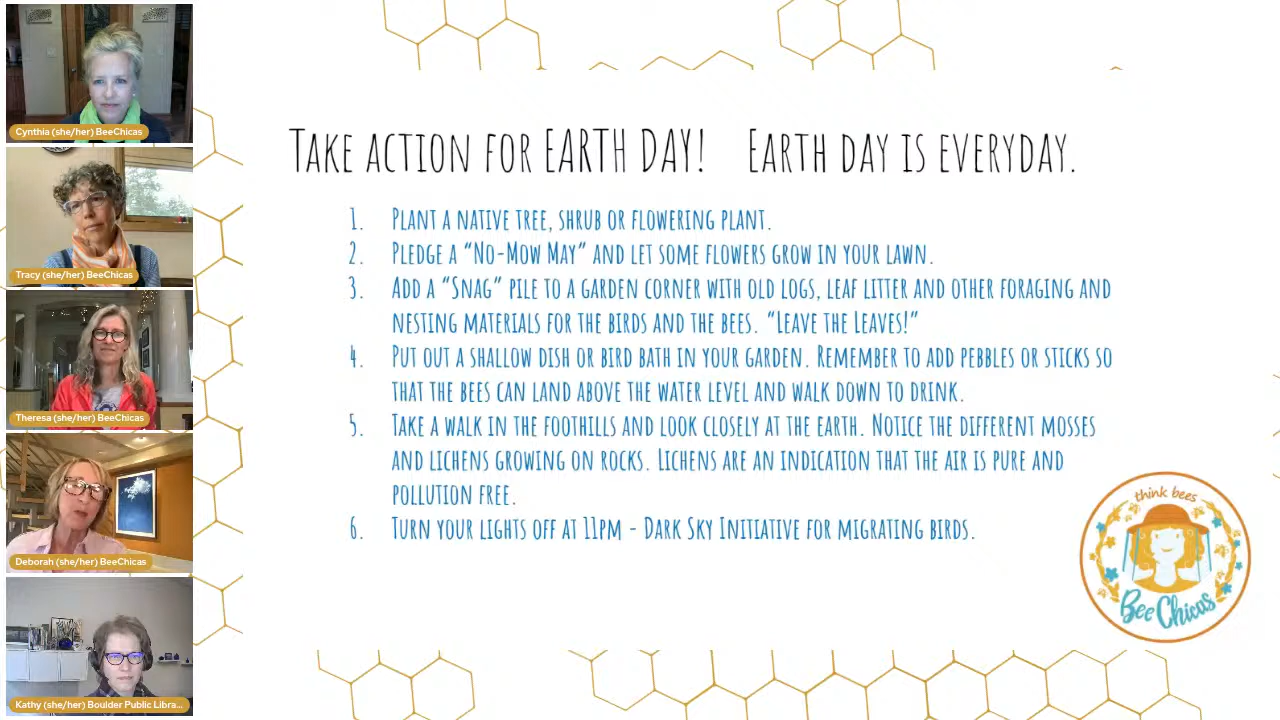 Cynthia (she/her) BeeChicas
Tracy (she/her) BeeChicas
Theresa (she/her) BeeChicas
Deborah (she/her) BeeChicas
Kathy (she/her) Boulder Public Libra...
Take action for EARTH DAY! Earth day is everyday.
1. Plant a native tree, shrub or flowering plant.
2. Pledge a “No-Mow May” and let some flowers grow in your lawn.
3. Add a “Snag” pile to a garden corner with old logs, leaf litter and other foraging and
nesting materials for the birds and the bees. “Leave the Leaves!”
4. Put out a shallow dish or bird bath in your garden. Remember to add pebbles or sticks so
that the bees can land above the water level and walk down to drink.
5. Take a walk in the foothills and look closely at the earth. Notice the different mosses
and lichens growing on rocks. Lichens are an indication that the air is pure and
pollution free.
6. Turn your lights off at 11pm - Dark Sky Initiative for migrating birds.
think bees
Bee Chicas